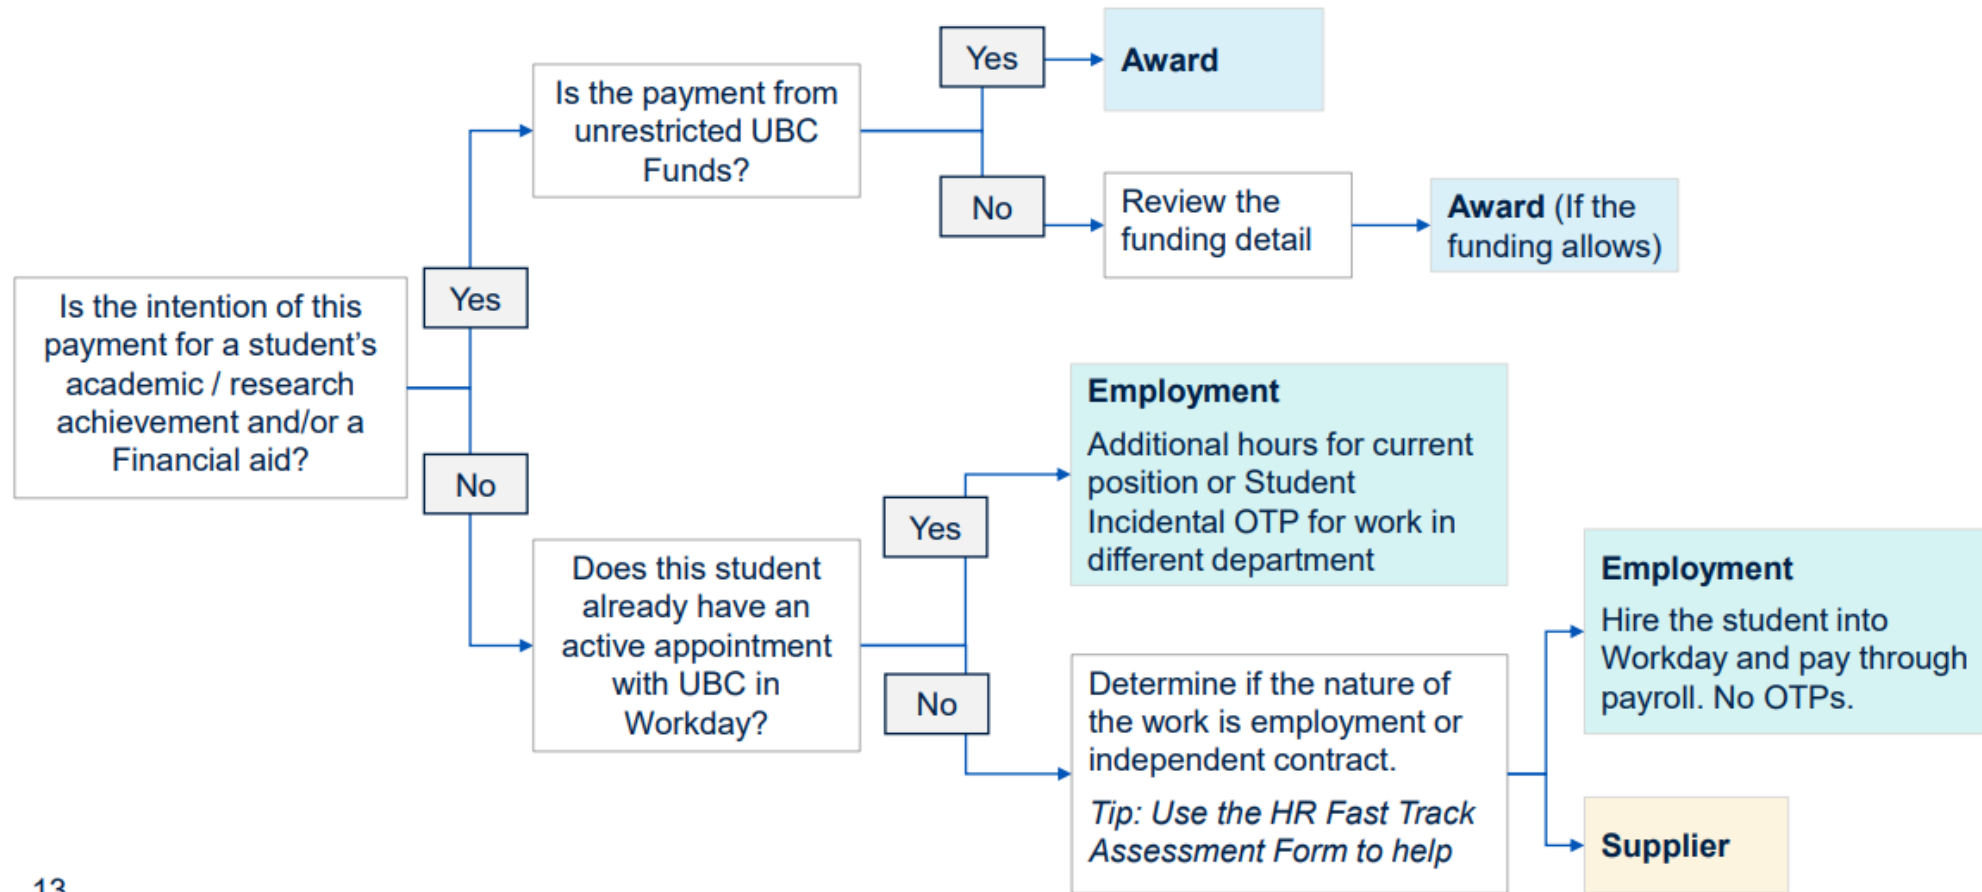 Is the intention of this
payment for a student’s
academic / research
achievement and/or a
Financial aid?
Yes
Is the payment from
unrestricted UBC
Funds?
Yes
Award
No
Review the
funding detail
Award (If the
funding allows)
No
Does this student
already have an
active appointment
with UBC in
Workday?
Yes
Employment
Additional hours for current
position or Student
Incidental OTP for work in
different department
No
Determine if the nature of
the work is employment or
independent contract.
Tip: Use the HR Fast Track
Assessment Form to help
Employment
Hire the student into
Workday and pay through
payroll. No OTPs.
Supplier
13